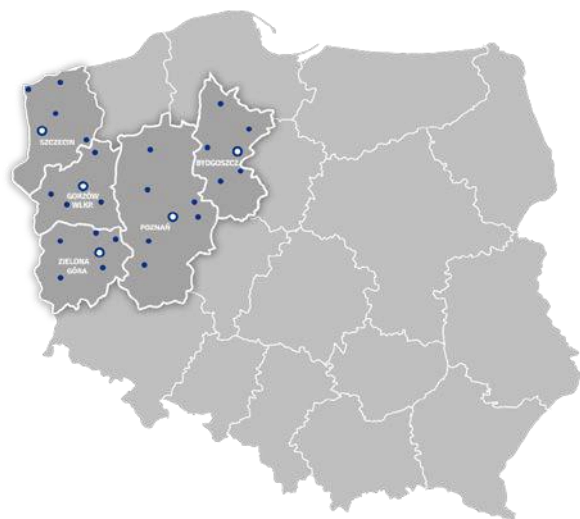 SZCZECIN
BYDGOSZCZ
GORZÓW
WLKP.
POZNAŃ
ZIELONA
GÓRA